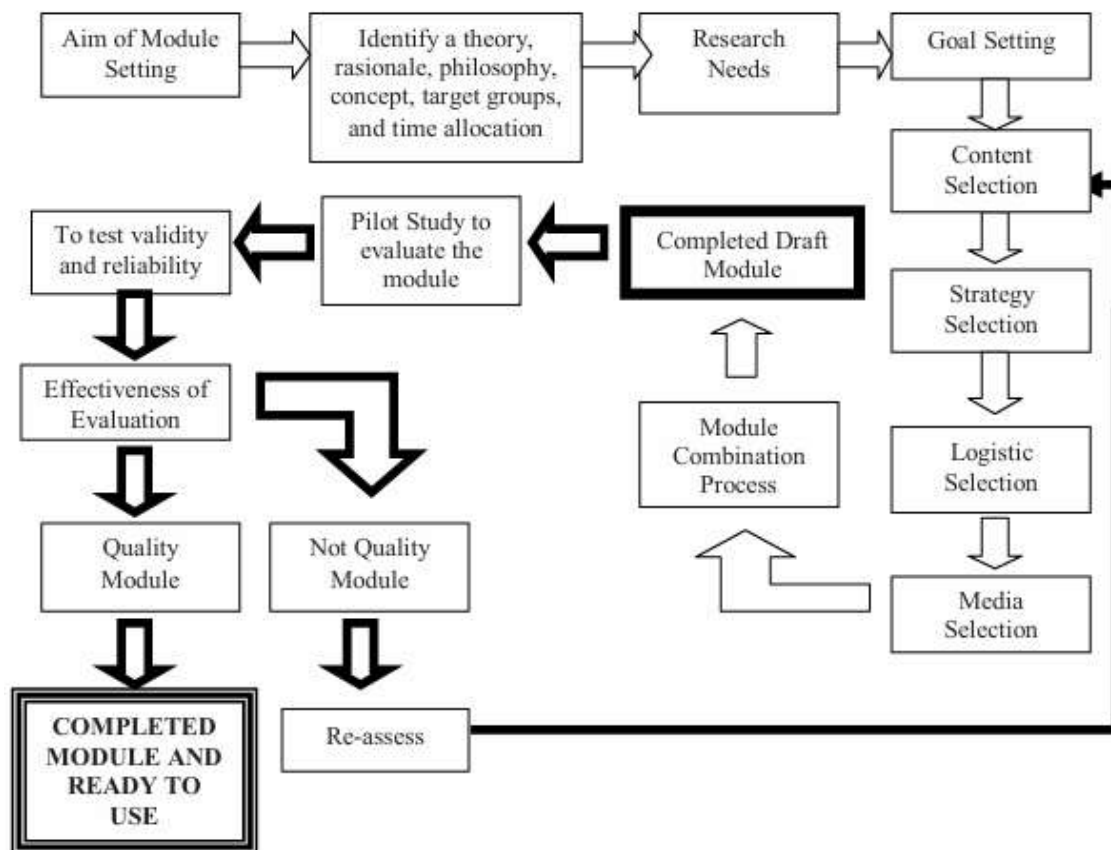 Aim of Module
Setting
Identify a theory,
rasionale, philosophy,
concept, target groups,
and time allocation
Research
Needs
Goal Setting
Content
Selection
Strategy
Selection
Logistic
Selection
Media
Selection
Module
Combination
Process
Completed Draft
Module
Pilot Study to
evaluate the
module
To test validity
and reliability
Effectiveness of
Evaluation
Quality
Module
Not Quality
Module
COMPLETED
MODULE AND
READY TO
USE
Re-assess